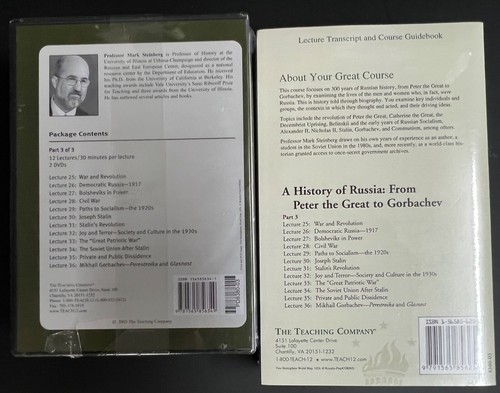 Professor Mark Steinberg is Professor of History at the
University of Illinois at Urbana-Champaign and director of the
Russian and East European Center, designated as a national
resource center by the Department of Education. He received
his Ph.D. from the University of California at Berkeley. His
teaching awards include Yale University's Sarai Ribicoff Prize
for Teaching and three awards from the University of Illinois.
He has authored several articles and books.
Package Contents
Part 3 of 3
12 Lectures/30 minutes per lecture
2 DVDs
Lecture 25: War and Revolution
Lecture 26: Democratic Russia—1917
Lecture 27: Bolsheviks in Power
Lecture 28: Civil War
Lecture 29: Paths to Socialism—the 1920s
Lecture 30: Joseph Stalin
Lecture 31: Stalin's Revolution
Lecture 32: Joy and Terror—Society and Culture in the 1930s
Lecture 33: The "Great Patriotic War"
Lecture 34: The Soviet Union After Stalin
Lecture 35: Private and Public Dissidence
Lecture 36: Mikhail Gorbachev—Perestroika and Glasnost
THE TEACHING COMPANY
4151 Lafayette Center Drive, Suite 100
Chantilly, VA 20151-1232
© 2003 The Teaching Company
Lecture Transcript and Course Guidebook
About Your Great Course
This course focuses on 300 years of Russian history, from Peter the Great to
Gorbachev, by examining the lives of the men and women who, in fact, were
Russia. This is history told through biography. You examine key individuals and
groups, the contexts in which they thought and acted, and their driving ideas.
Topics include the revolution of Peter the Great, Catherine the Great, the
Decembrist Uprising, Belinskii and the early years of Russian Socialism,
Alexander II, Nicholas II, Stalin, Gorbachev, and Communism, among others.
Professor Mark Steinberg draws on his own years of experience as an author, a
student in the Soviet Union in the 1980s, and, more recently, as a world-class his-
torian granted access to once-secret government archives.
A History of Russia: From
Peter the Great to Gorbachev
Part 3
Lecture 25: War and Revolution
Lecture 26: Democratic Russia—1917
Lecture 27: Bolsheviks in Power
Lecture 28: Civil War
Lecture 29: Paths to Socialism—the 1920s
Lecture 30: Joseph Stalin
Lecture 31: Stalin's Revolution
Lecture 32: Joy and Terror—Society and Culture in the 1930s
Lecture 33: The "Great Patriotic War"
Lecture 34: The Soviet Union After Stalin
Lecture 35: Private and Public Dissidence
Lecture 36: Mikhail Gorbachev—Perestroika and Glasnost
THE TEACHING COMPANY®
4151 Lafayette Center Drive
Suite 100
Chantilly, VA 20151-1232
1-800-TEACH-12 • www.TEACH12.com